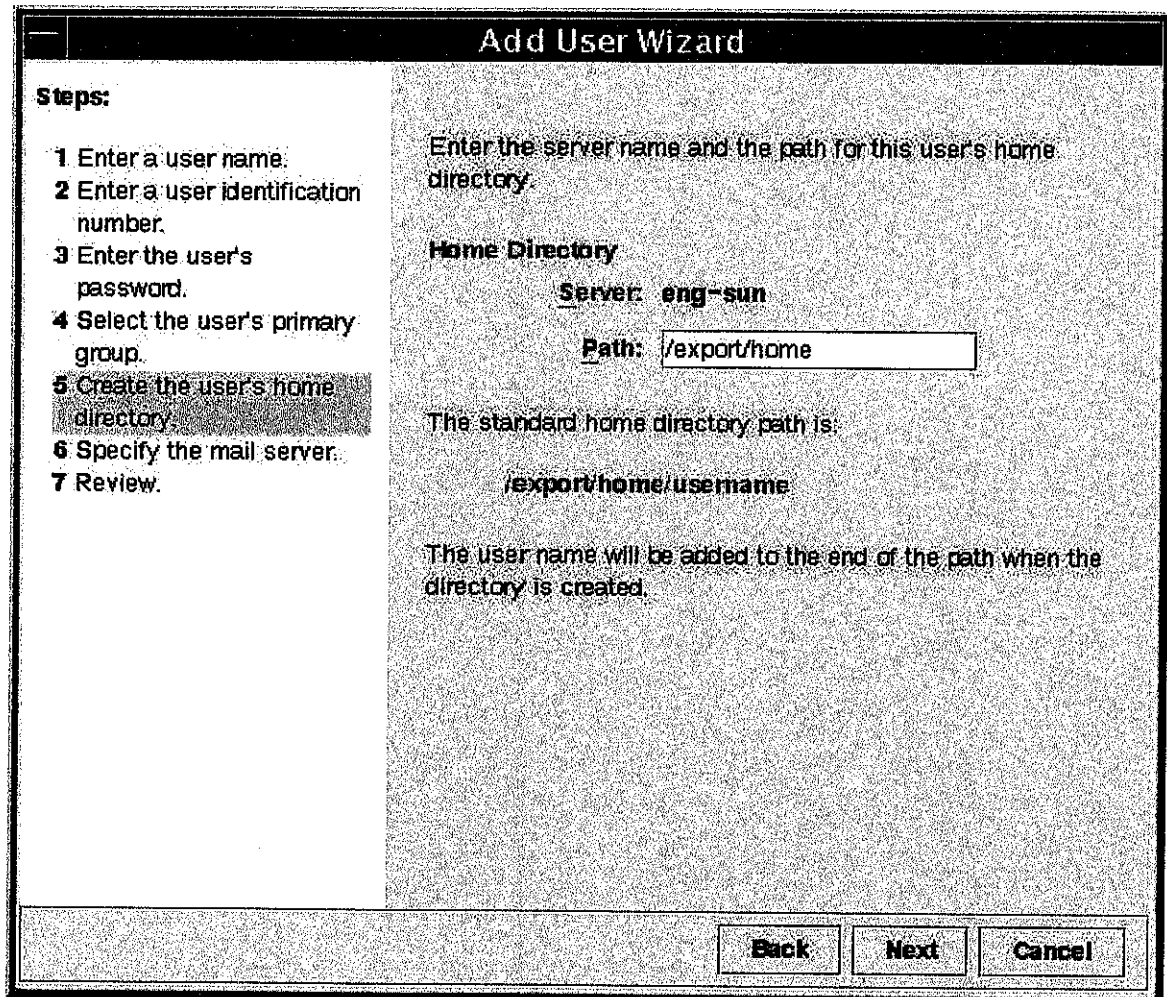 Add User Wizard
Steps:
1 Enter a user name.
2 Enter a user identification
number.
3 Enter the user's
password.
4 Select the user's primary
group.
5 Create the user's home
directory.
6 Specify the mail server.
7 Review.
Enter the server name and the path for this user's home
directory.
Home Directory
Server: eng-sun
Path: /export/home
The standard home directory path is:
/export/home/username
The user name will be added to the end of the path when the
directory is created.
Back Next Cancel